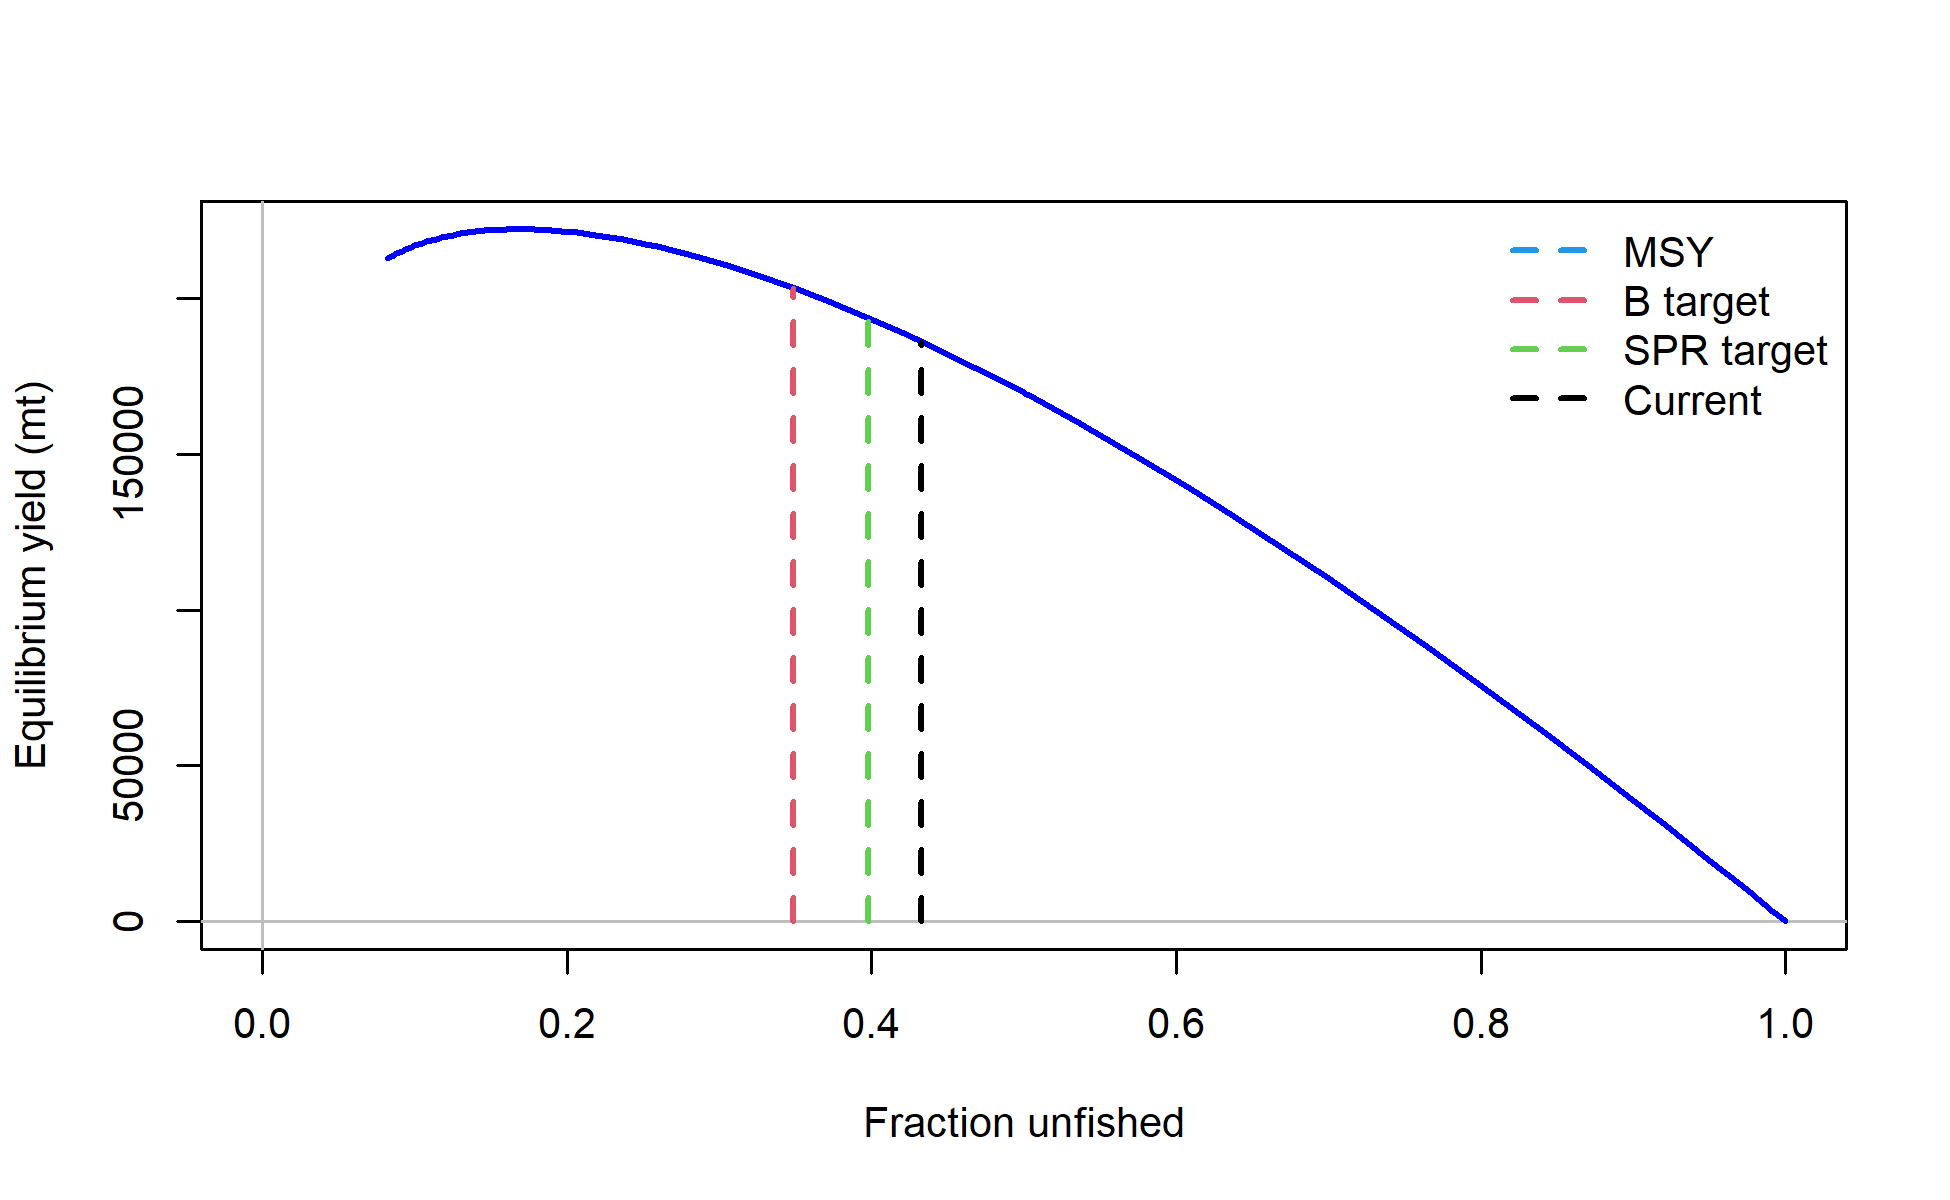 MSY
B target
SPR target
Current
Equilibrium yield (mt)
150000
50000
0
0.0 0.2 0.4 0.6 0.8 1.0
Fraction unfished